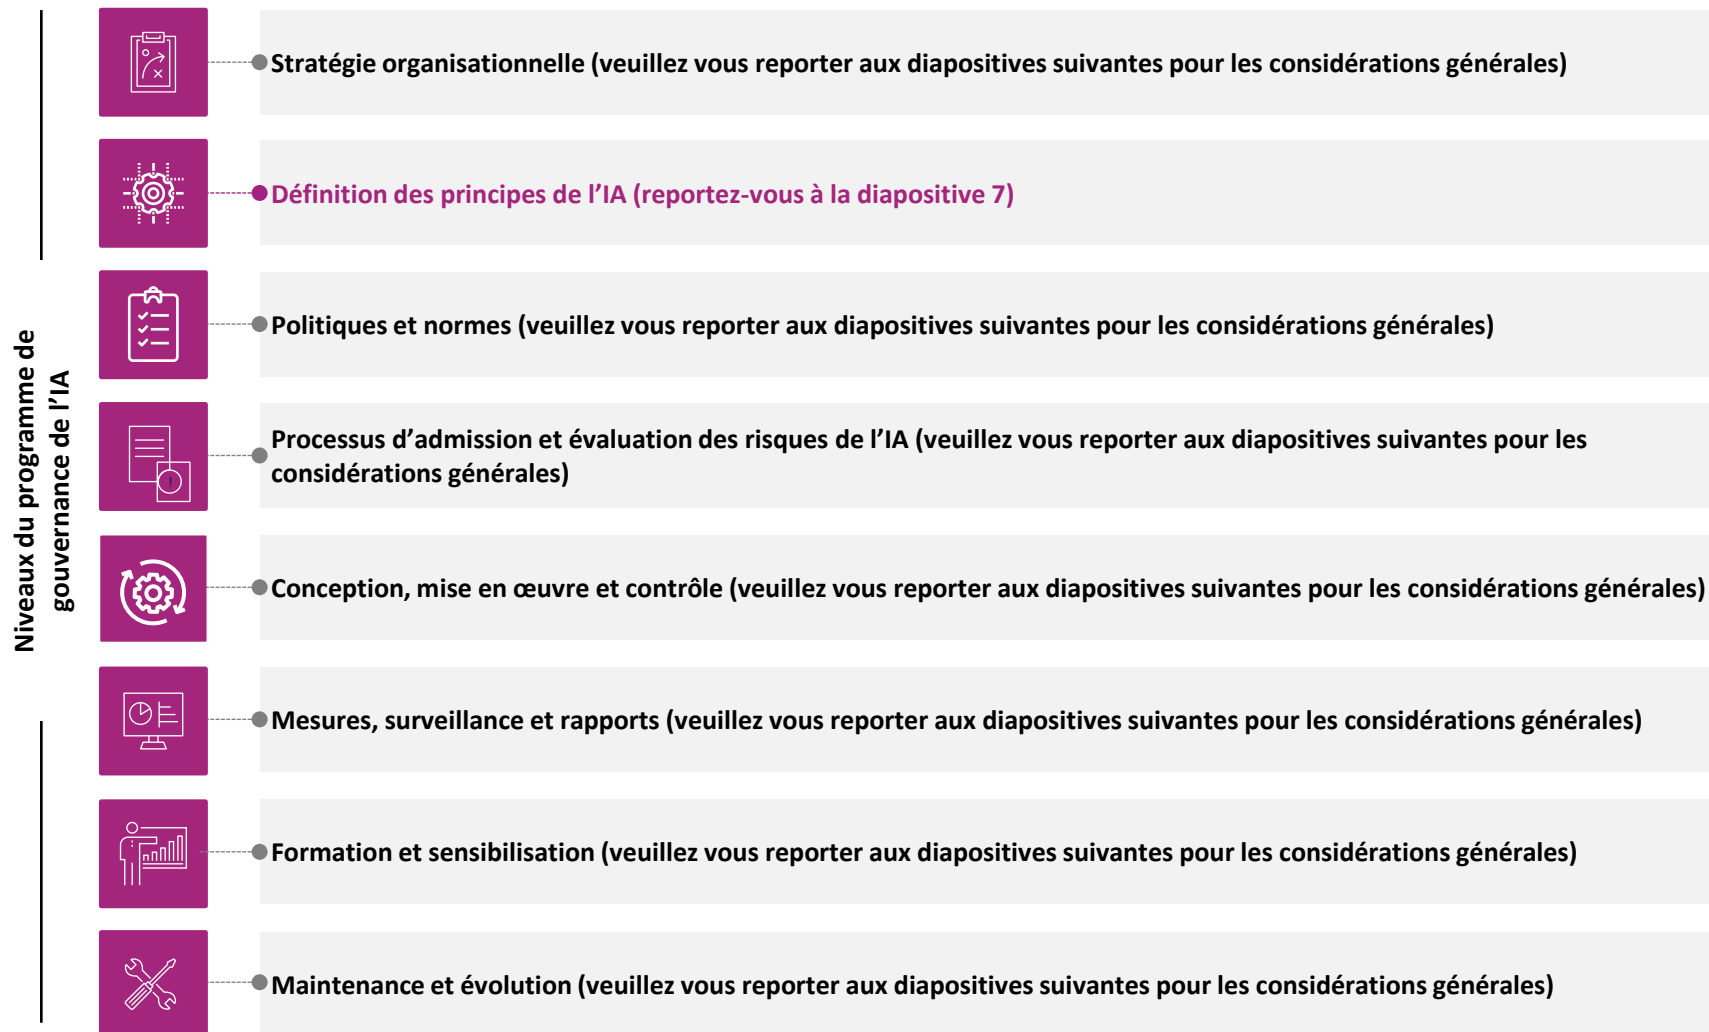 Niveaux du programme de
gouvernance de l’IA
Stratégie organisationnelle (veuillez vous reporter aux diapositives suivantes pour les considérations générales)
Définition des principes de l’IA (reportez-vous à la diapositive 7)
Politiques et normes (veuillez vous reporter aux diapositives suivantes pour les considérations générales)
Processus d’admission et évaluation des risques de l’IA (veuillez vous reporter aux diapositives suivantes pour les
considérations générales)
Conception, mise en œuvre et contrôle (veuillez vous reporter aux diapositives suivantes pour les considérations générales)
Mesures, surveillance et rapports (veuillez vous reporter aux diapositives suivantes pour les considérations générales)
Formation et sensibilisation (veuillez vous reporter aux diapositives suivantes pour les considérations générales)
Maintenance et évolution (veuillez vous reporter aux diapositives suivantes pour les considérations générales)